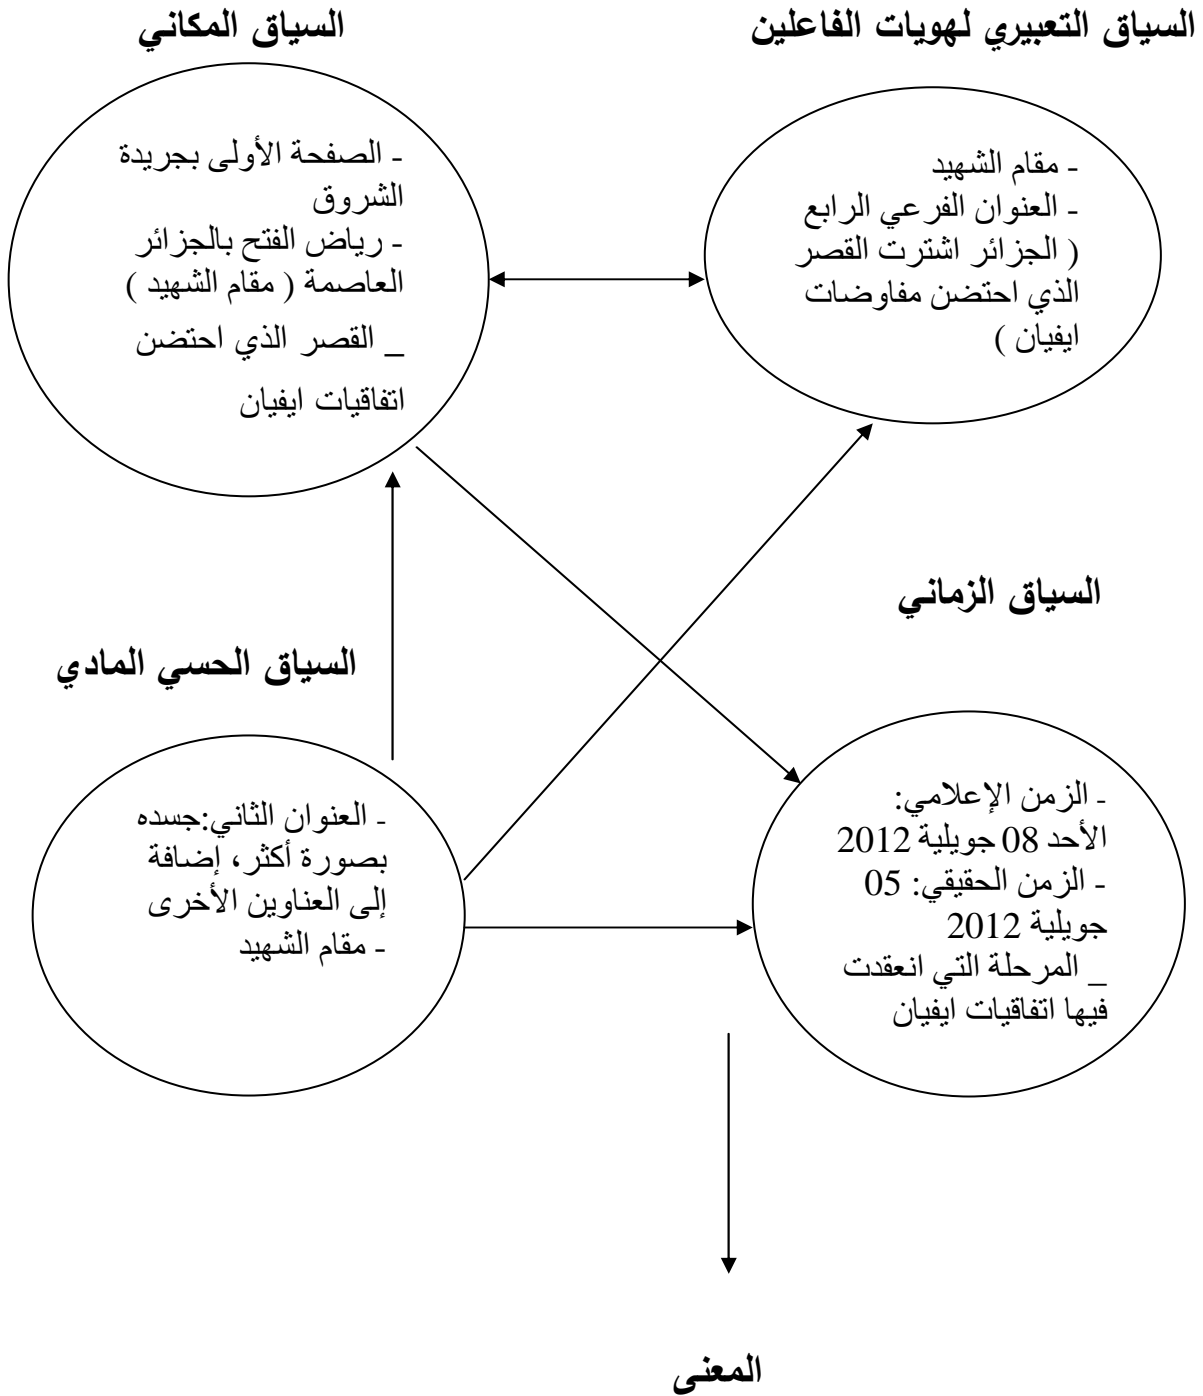 السياق التعبيري لهويات الفاعلين
- مقام الشهيد
- العنوان الفرعي الرابع
( الجزائر اشترت القصر
الذي احتضن مفاوضات
ايفيان )
السياق المكاني
- الصفحة الأولى بجريدة
الشروق
- رياض الفتح بالجزائر
العاصمة ( مقام الشهيد )
_ القصر الذي احتضن
اتفاقيات ايفيان
السياق الزماني
- الزمن الإعلامي:
الأحد 08 جويلية 2012
- الزمن الحقيقي: 05
جويلية 2012
_ المرحلة التي انعقدت
فيها اتفاقيات ايفيان
السياق الحسي المادي
- العنوان الثاني:جسده
بصورة أكثر، إضافة
إلى العناوين الأخرى
- مقام الشهيد
المعنى